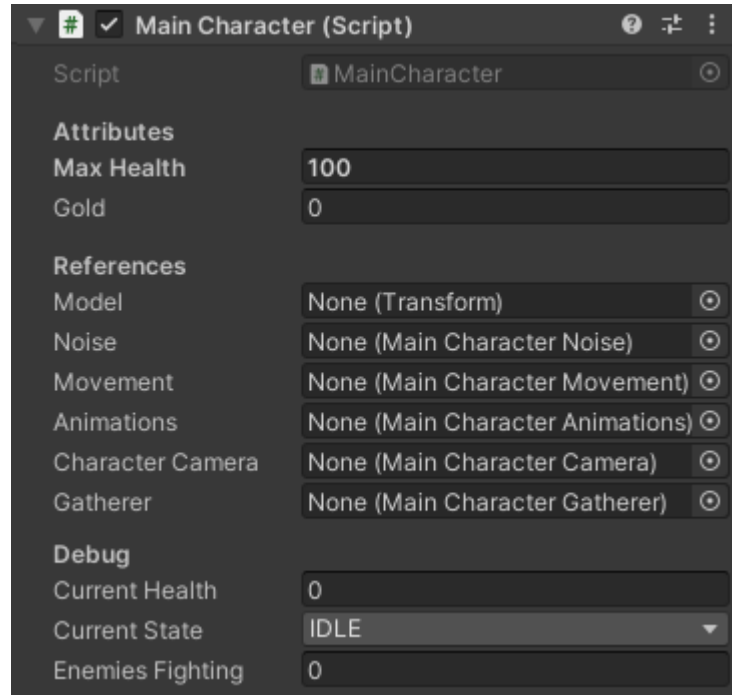 # Main Character (Script)
Script # MainCharacter
Attributes
Max Health 100
Gold 0
References
Model None (Transform)
Noise None (Main Character Noise)
Movement None (Main Character Movement)
Animations None (Main Character Animations)
Character Camera None (Main Character Camera)
Gatherer None (Main Character Gatherer)
Debug
Current Health 0
Current State IDLE
Enemies Fighting 0